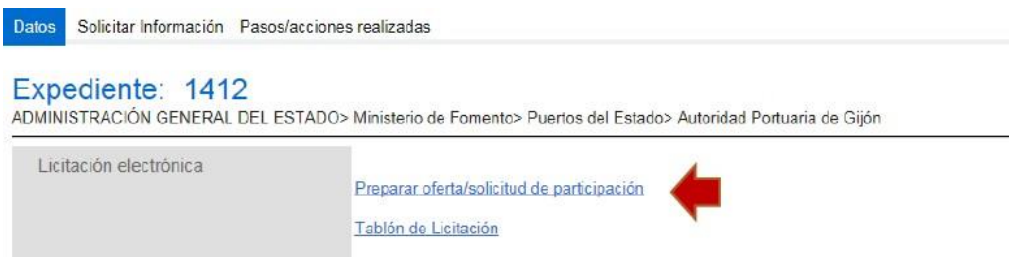 Datos Solicitar Información Pasos/acciones realizadas
Expediente: 1412
ADMINISTRACIÓN GENERAL DEL ESTADO> Ministerio de Fomento> Puertos del Estado> Autoridad Portuaria de Gijón
Licitación electrónica
Preparar oferta/solicitud de participación
Tablón de Licitación